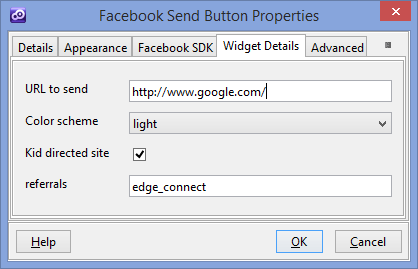 Facebook Send Button Properties
Details Appearance Facebook SDK Widget Details Advanced
URL to send http://www.google.com/
Color scheme light
Kid directed site
referrals edge_connect
Help OK Cancel